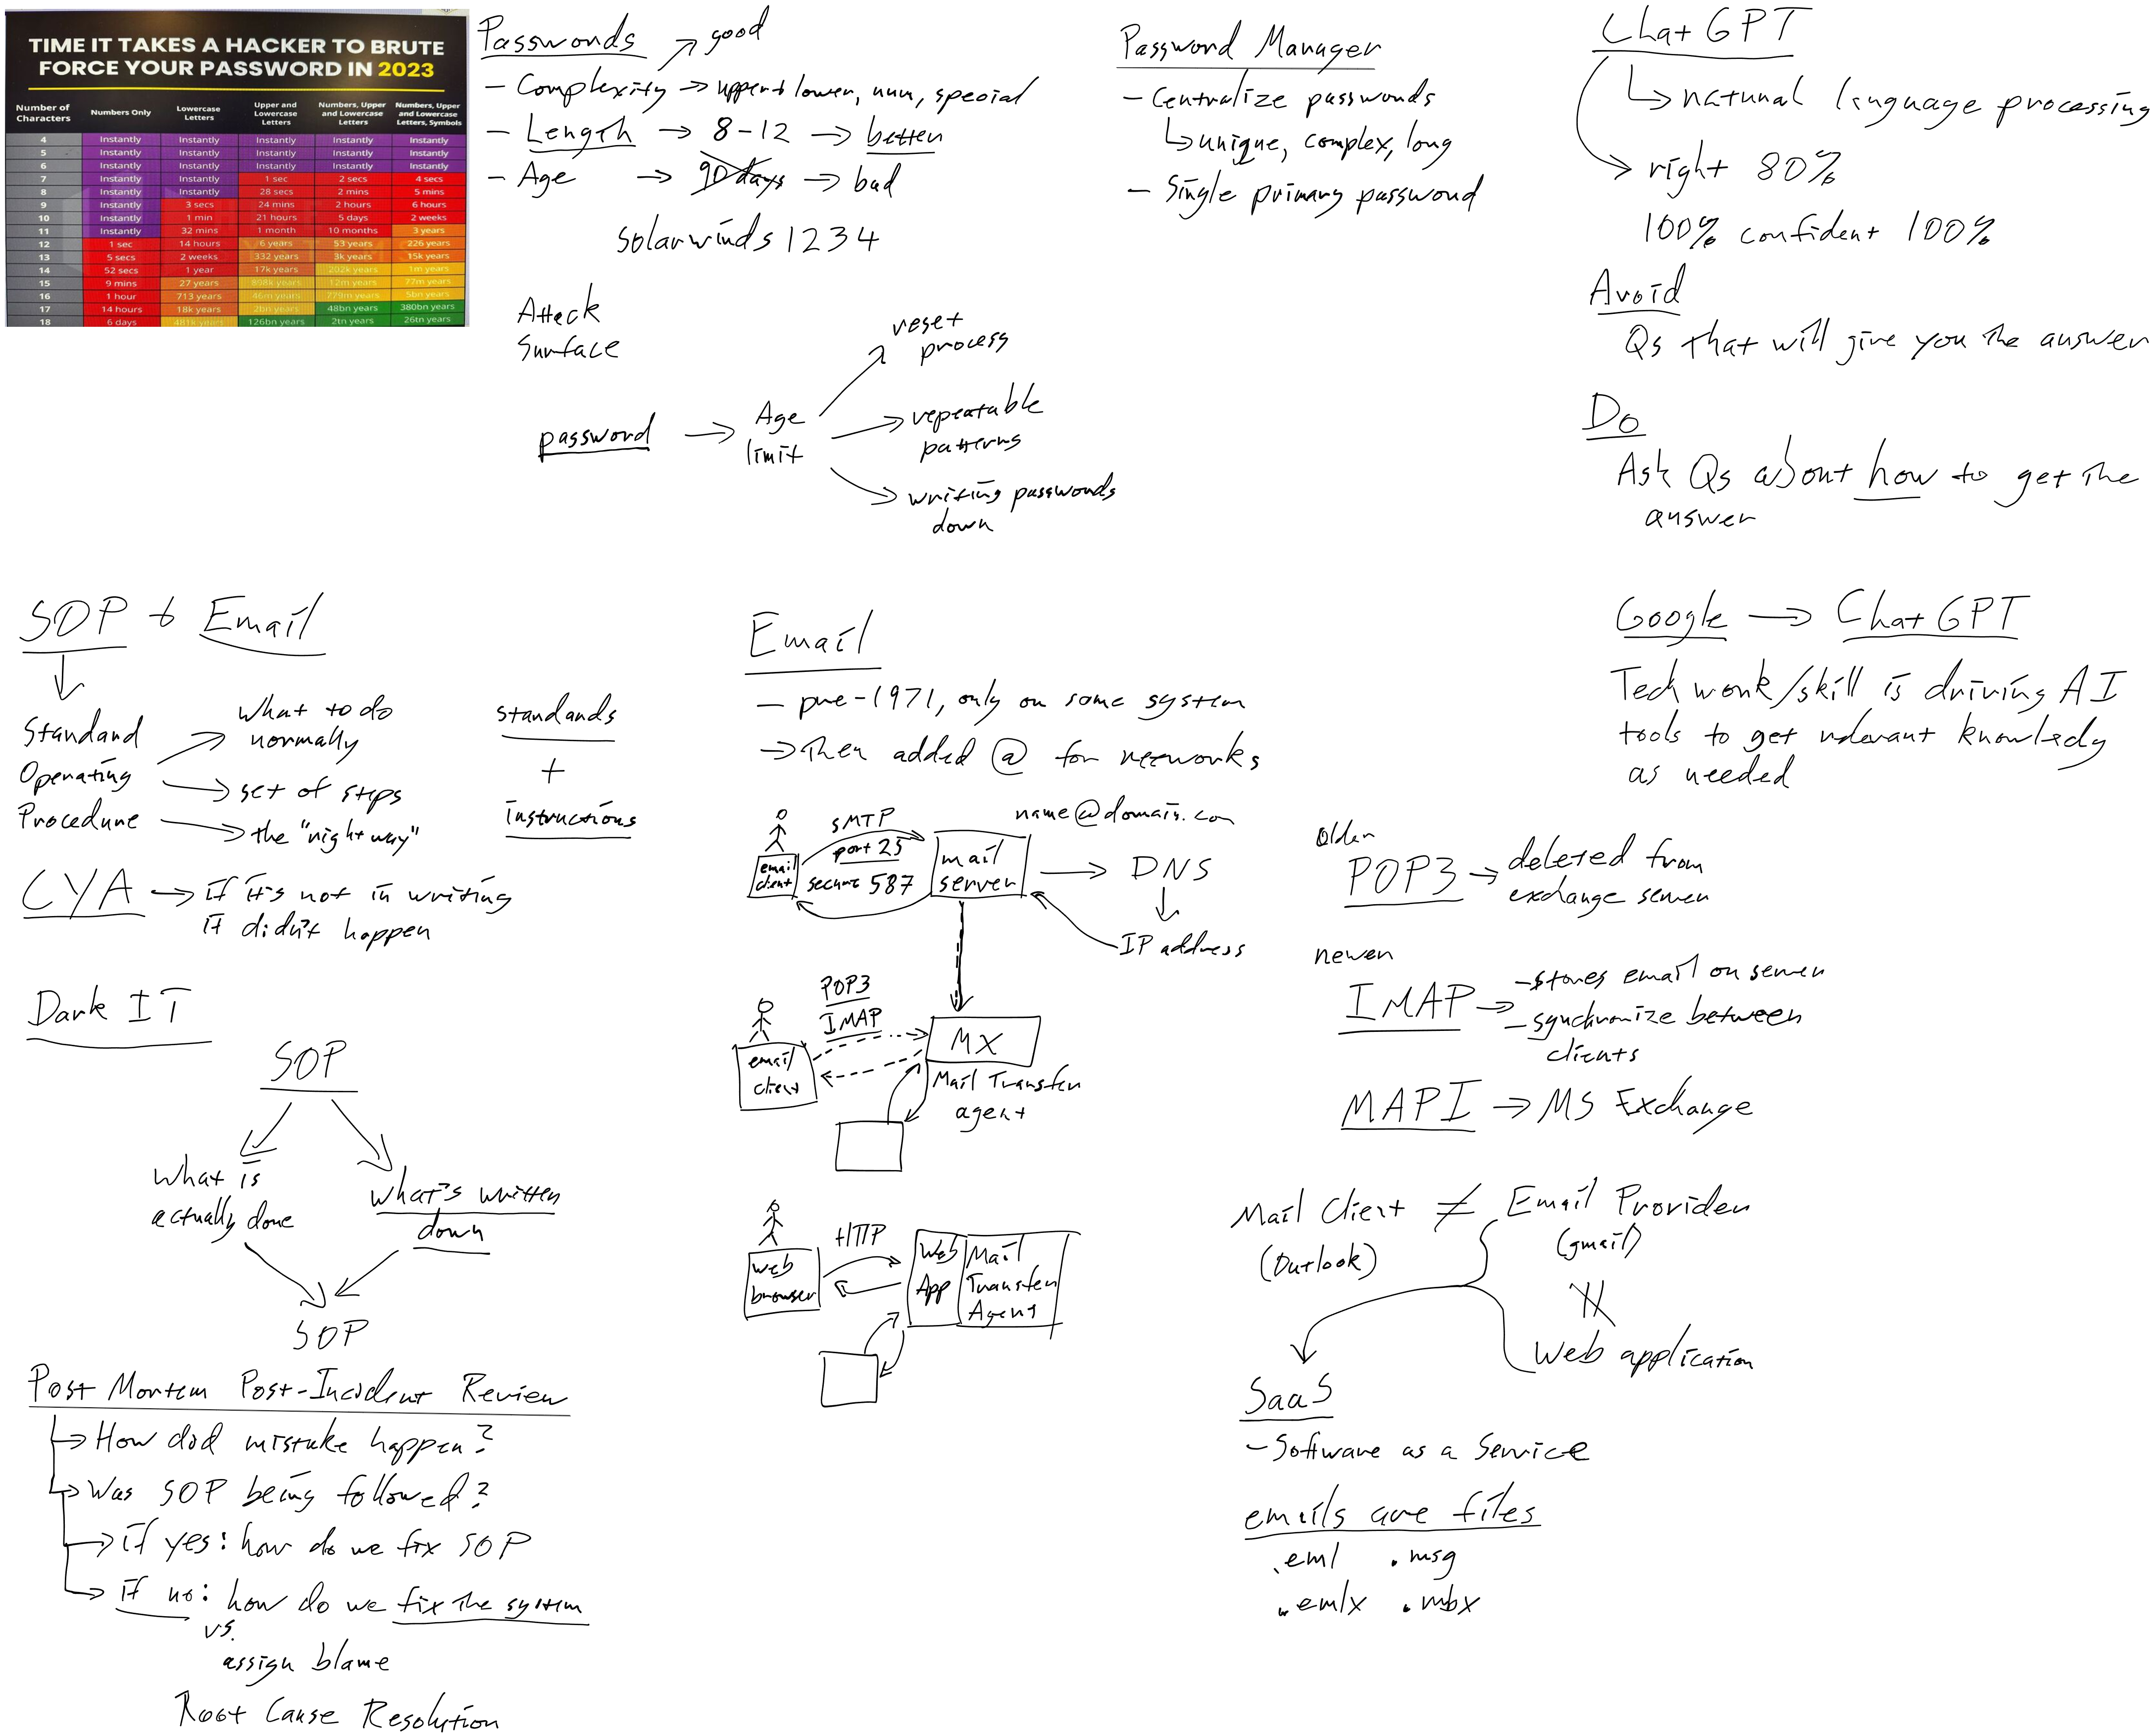 TIME IT TAKES A HACKER TO BRUTE
FORCE YOUR PASSWORD IN 2023
Number of Characters | Numbers Only | Lowercase Letters | Upper and Lowercase Letters | Numbers, Upper and Lowercase Letters | Numbers, Upper and Lowercase Letters, Symbols
4 Instantly Instantly Instantly Instantly Instantly
5 Instantly Instantly Instantly Instantly Instantly
6 Instantly Instantly Instantly Instantly Instantly
7 Instantly Instantly 1 sec 2 secs 4 secs
8 Instantly Instantly 28 secs 2 mins 5 mins
9 Instantly 3 secs 24 mins 2 hours 6 hours
10 Instantly 1 min 21 hours 5 days 2 weeks
11 Instantly 32 mins 1 month 10 months 3 years
12 1 sec 14 hours 6 years 53 years 226 years
13 5 secs 2 weeks 332 years 3k years 15k years
14 52 secs 1 year 17k years 202k years 1m years
15 9 mins 27 years 898k years 12m years 77m years
16 1 hour 713 years 46m years 779m years 5bn years
17 14 hours 18k years 2bn years 48bn years 380bn years
18 6 days 481k years 126bn years 2tn years 26tn years
Passwords → good
- Complexity → upper + lower, num, special
- Length → 8-12 → better
- Age → 90 days → bad
solarwinds1234
Attack
Surface
password → Age
limit
reset
process
repeatable
patterns
writing passwords
down
Password Manager
- Centralize passwords
↳ unique, complex, long
- Single primary password
Chat GPT
↳ natural language processing
→ right 80%
100% confident 100%
Avoid
Qs that will give you the answer
Do
Ask Qs about how to get the
answer
SOP + Email
Standard
Operating
Procedure
What to do
normally
→ set of steps
→ the "right way"
standards
+
instructions
CYA → if it's not in writing
it didn't happen
Dark IT
SOP
What is
actually done
what's written
down
SOP
Post Mortem Post-Incident Review
→ How did mistake happen?
→ Was SOP being followed?
→ if yes: how do we fix SOP
→ if no: how do we fix the system
vs.
assign blame
Root Cause Resolution
Email
- pre-1971, only on same system
→ Then added @ for networks
name@domain.com
email
client
SMTP
port 25
secure 587
mail
server
→ DNS
IP address
POP3
IMAP
email
client
MX
Mail Transfer
agent
HTTP
web
browser
Web
App
Mail
Transfer
Agent
Google → Chat GPT
Tech work/skill is driving AI
tools to get relevant knowledg
as needed
Older
POP3 → deleted from
exchange server
newer
IMAP → - stores email on server
- synchronize between
clients
MAPI → MS Exchange
Mail Client ≠ Email Provider
(Outlook)
(gmail)
Web application
SaaS
- Software as a Service
emails are files
.eml .msg
.emlx .mbx